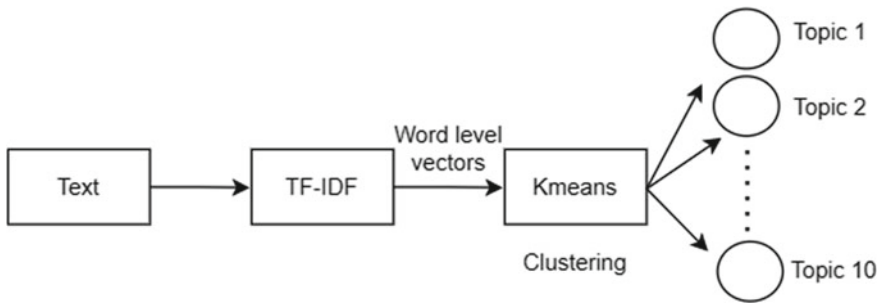 Text
TF-IDF
Word level
vectors
Kmeans
Clustering
Topic 1
Topic 2
Topic 10